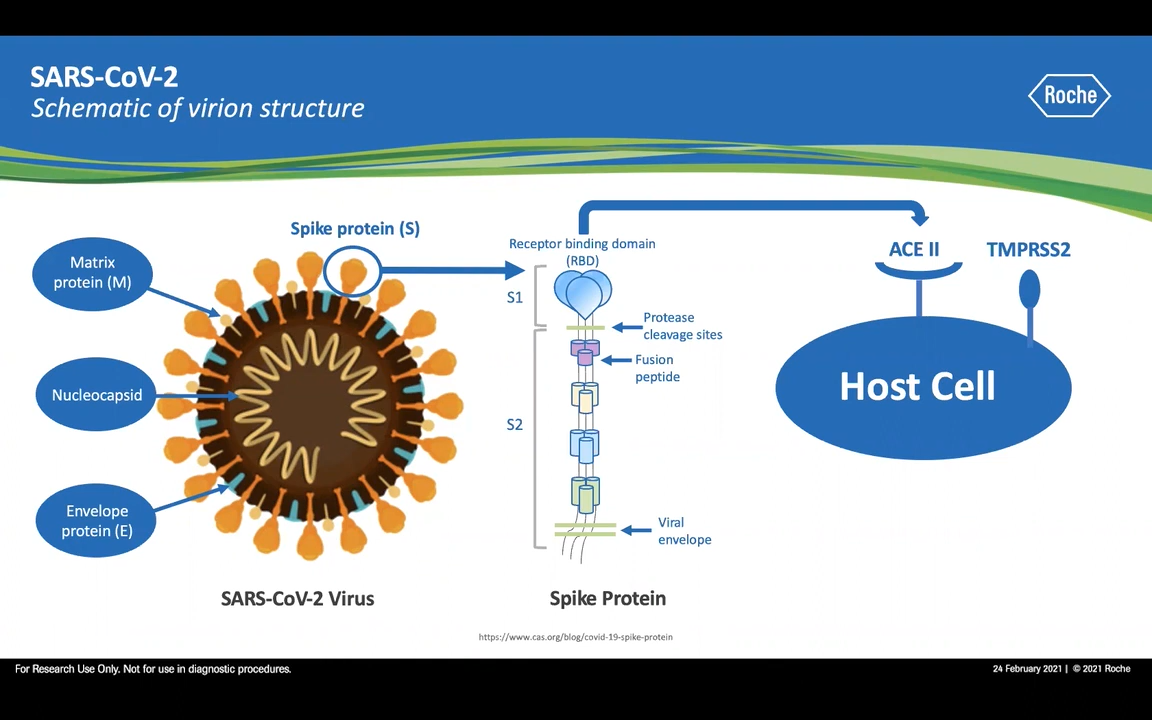 SARS-CoV-2
Schematic of virion structure
Roche
Spike protein (S)
Matrix
protein (M)
Nucleocapsid
Envelope
protein (E)
SARS-CoV-2 Virus
Receptor binding domain
(RBD)
S1
Protease
cleavage sites
Fusion
peptide
S2
Viral
envelope
Spike Protein
ACE II
TMPRSS2
Host Cell
https://www.cas.org/blog/covid-19-spike-protein
For Research Use Only. Not for use in diagnostic procedures.
24 February 2021 | © 2021 Roche